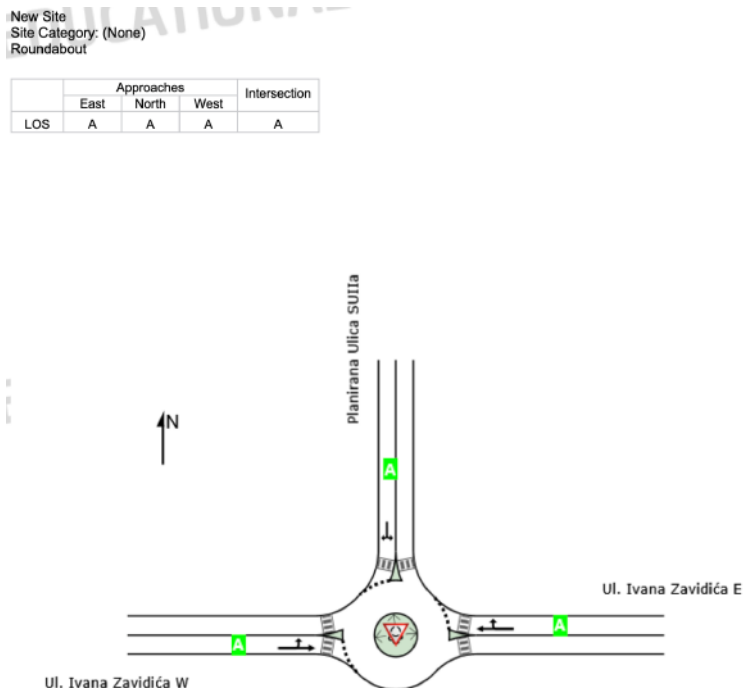 EDUCATIONAL
New Site
Site Category: (None)
Roundabout
Approaches Intersection
East North West
LOS A A A A
Planirana Ulica SUIIa
N
A
Ul. Ivana Zavidića E
A
A
Ul. Ivana Zavidića W